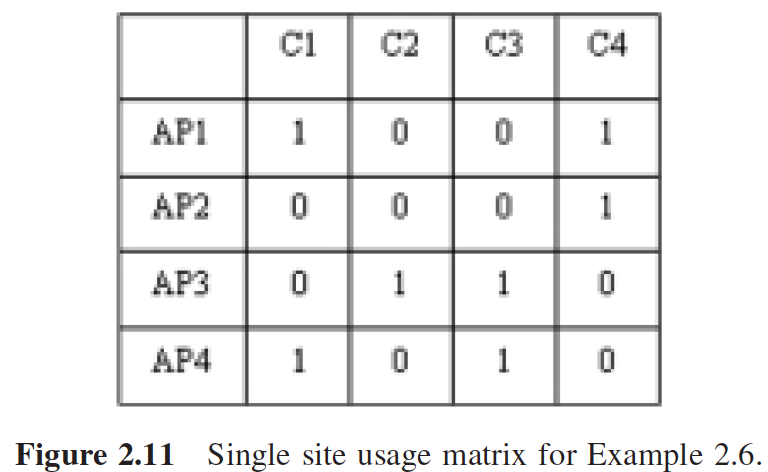 C1 C2 C3 C4
AP1 1 0 0 1
AP2 0 0 0 1
AP3 0 1 1 0
AP4 1 0 1 0
Figure 2.11 Single site usage matrix for Example 2.6.